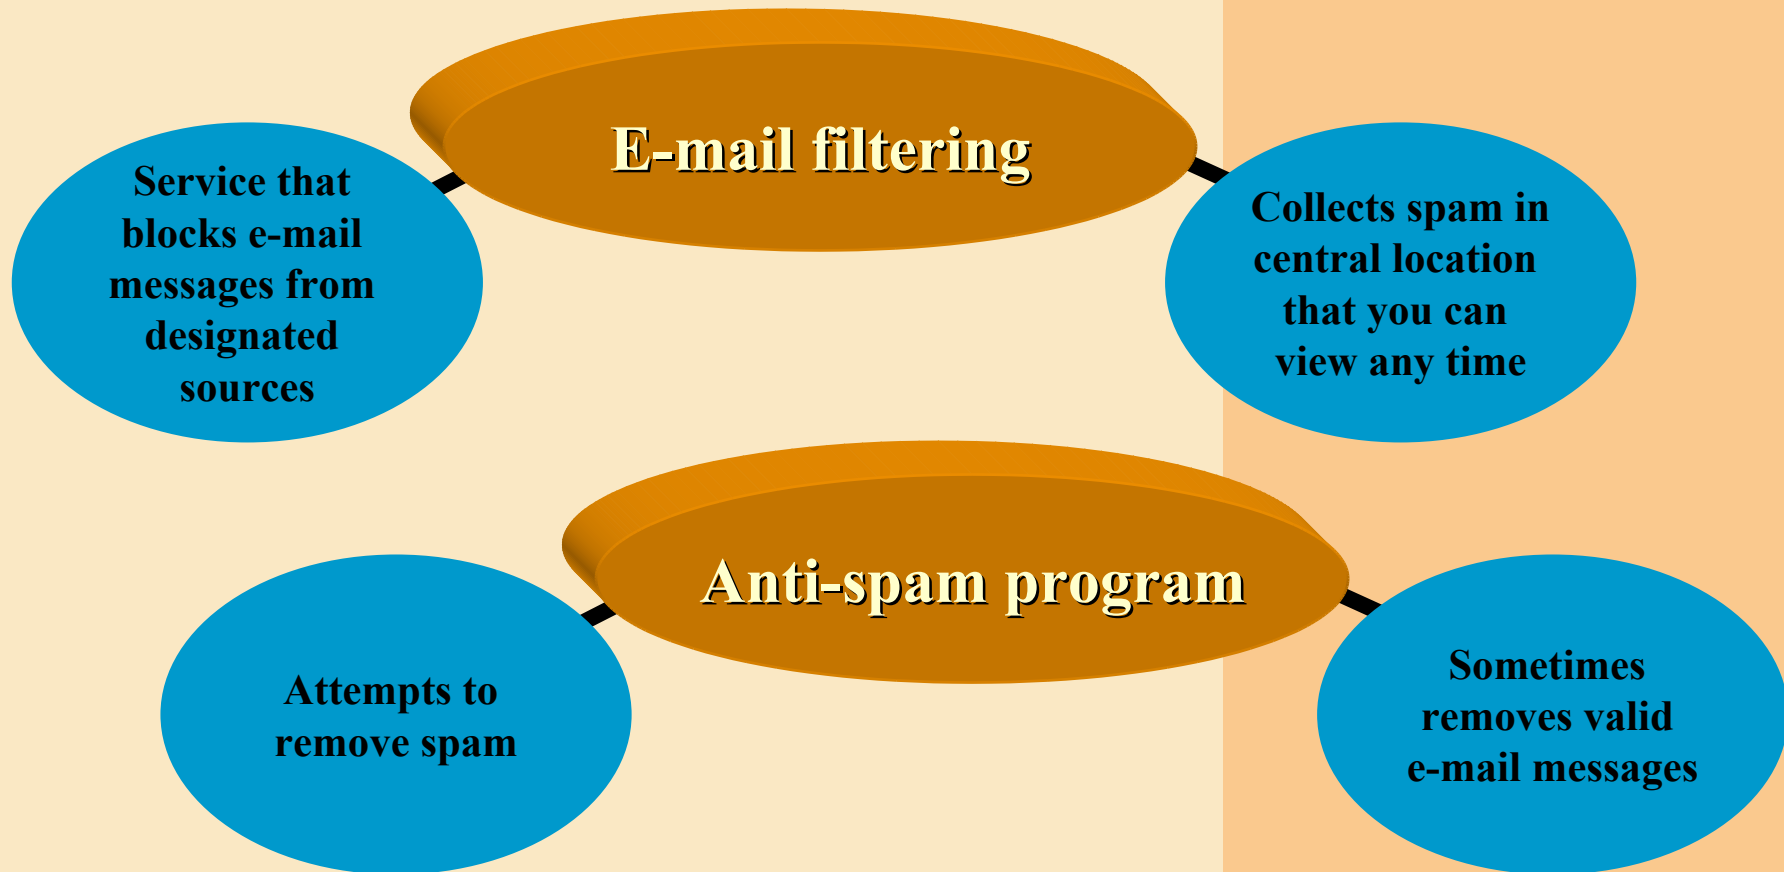 E-mail filtering
Service that
blocks e-mail
messages from
designated
sources
Collects spam in
central location
that you can
view any time
Anti-spam program
Attempts to
remove spam
Sometimes
removes valid
e-mail messages